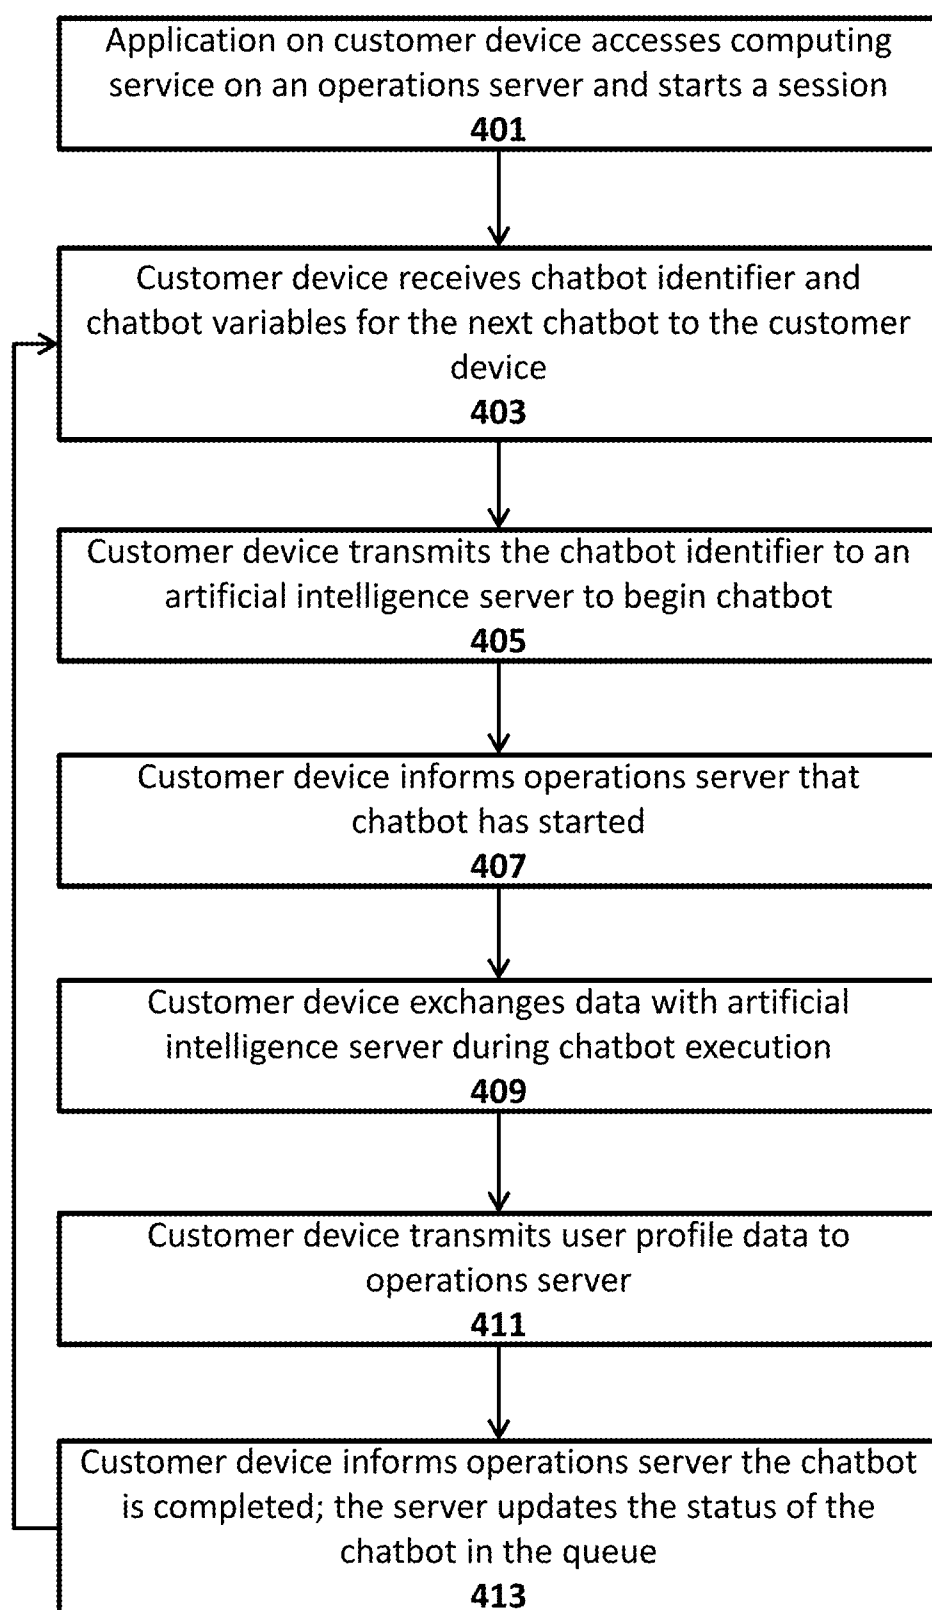 Application on customer device accesses computing
service on an operations server and starts a session
401
Customer device receives chatbot identifier and
chatbot variables for the next chatbot to the customer
device
403
Customer device transmits the chatbot identifier to an
artificial intelligence server to begin chatbot
405
Customer device informs operations server that
chatbot has started
407
Customer device exchanges data with artificial
intelligence server during chatbot execution
409
Customer device transmits user profile data to
operations server
411
Customer device informs operations server the chatbot
is completed; the server updates the status of the
chatbot in the queue
413